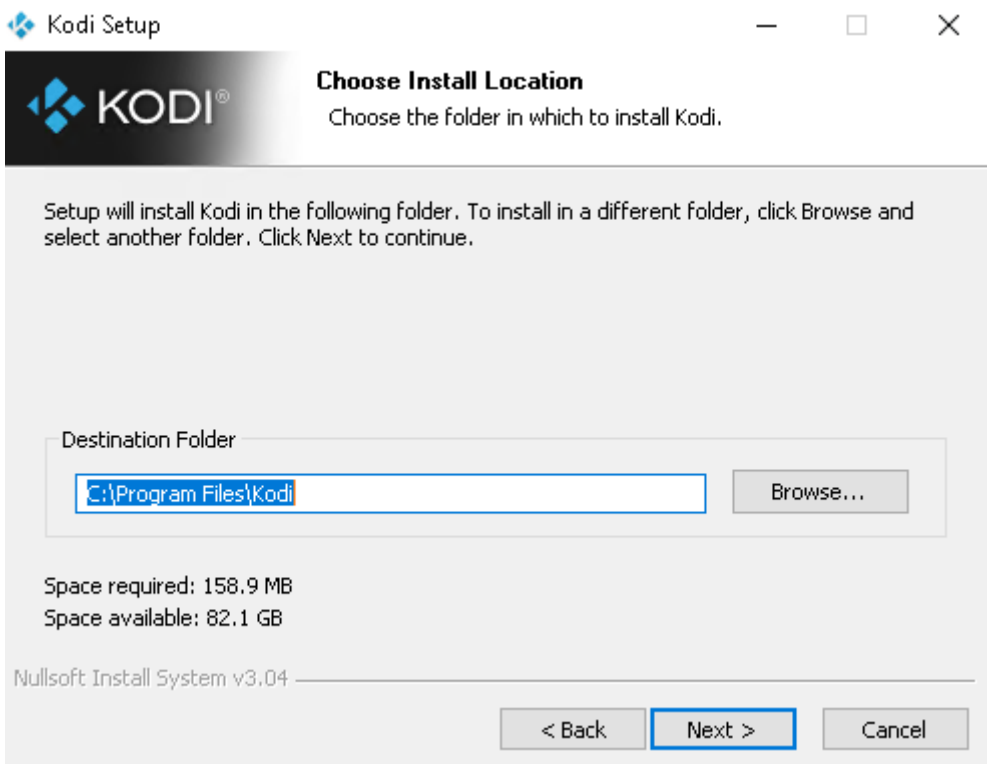 Kodi Setup
KODI®
Choose Install Location
Choose the folder in which to install Kodi.
Setup will install Kodi in the following folder. To install in a different folder, click Browse and
select another folder. Click Next to continue.
Destination Folder
C:\Program Files\Kodi
Browse...
Space required: 158.9 MB
Space available: 82.1 GB
Nullsoft Install System v3.04
< Back
Next >
Cancel